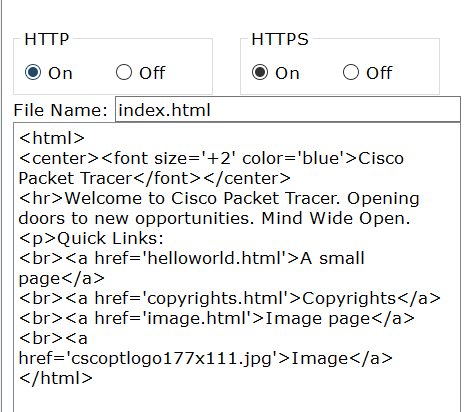 HTTP
HTTPS
On
Off
On
Off
File Name: index.html
<html>
<center><font size='+2' color='blue'>Cisco
Packet Tracer</font></center>
<hr>Welcome to Cisco Packet Tracer. Opening
doors to new opportunities. Mind Wide Open.
<p>Quick Links:
<br><a href='helloworld.html'>A small
page</a>
<br><a href='copyrights.html'>Copyrights</a>
<br><a href='image.html'>Image page</a>
<br><a
href='cscoptlogo177x111.jpg'>Image</a>
</html>